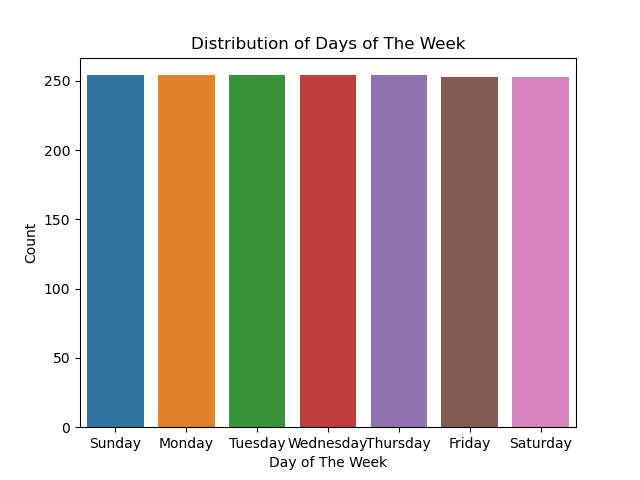 Distribution of Days of The Week
250
200
150
100
50
0
Count
Sunday Monday Tuesday Wednesday Thursday Friday Saturday
Day of The Week